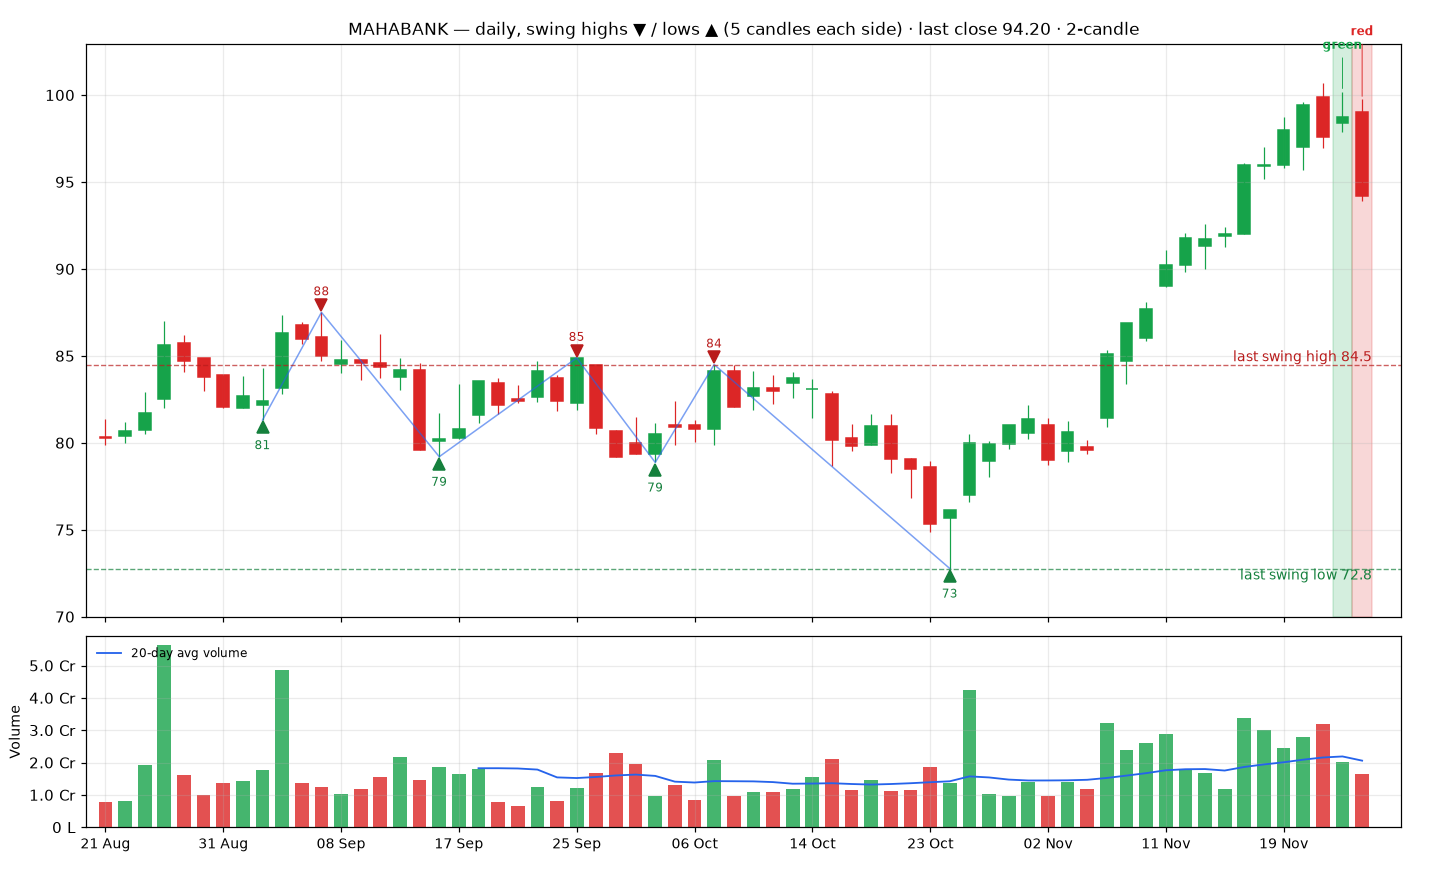 MAHABANK — daily, swing highs ▼ / lows ▲ (5 candles each side) · last close 94.20 · 2-candle
red
green
100
95
90
85
80
75
70
88
85
84
81
79
79
73
last swing high 84.5
last swing low 72.8
20-day avg volume
Volume
5.0 Cr
4.0 Cr
3.0 Cr
2.0 Cr
1.0 Cr
0 L
21 Aug
31 Aug
08 Sep
17 Sep
25 Sep
06 Oct
14 Oct
23 Oct
02 Nov
11 Nov
19 Nov